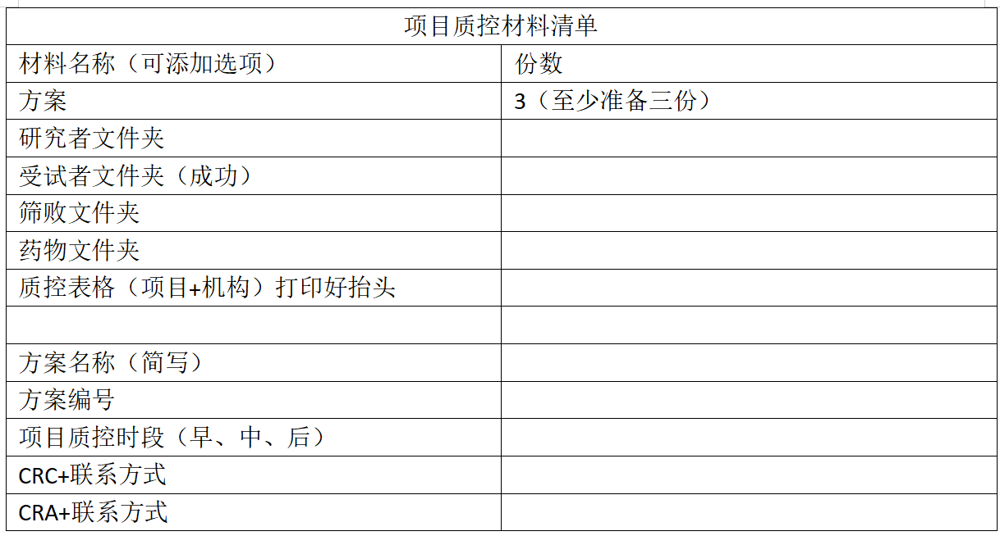 项目质控材料清单
材料名称（可添加选项） 份数
方案 3（至少准备三份）
研究者文件夹
受试者文件夹（成功）
筛败文件夹
药物文件夹
质控表格（项目+机构）打印好抬头
方案名称（简写）
方案编号
项目质控时段（早、中、后）
CRC+联系方式
CRA+联系方式